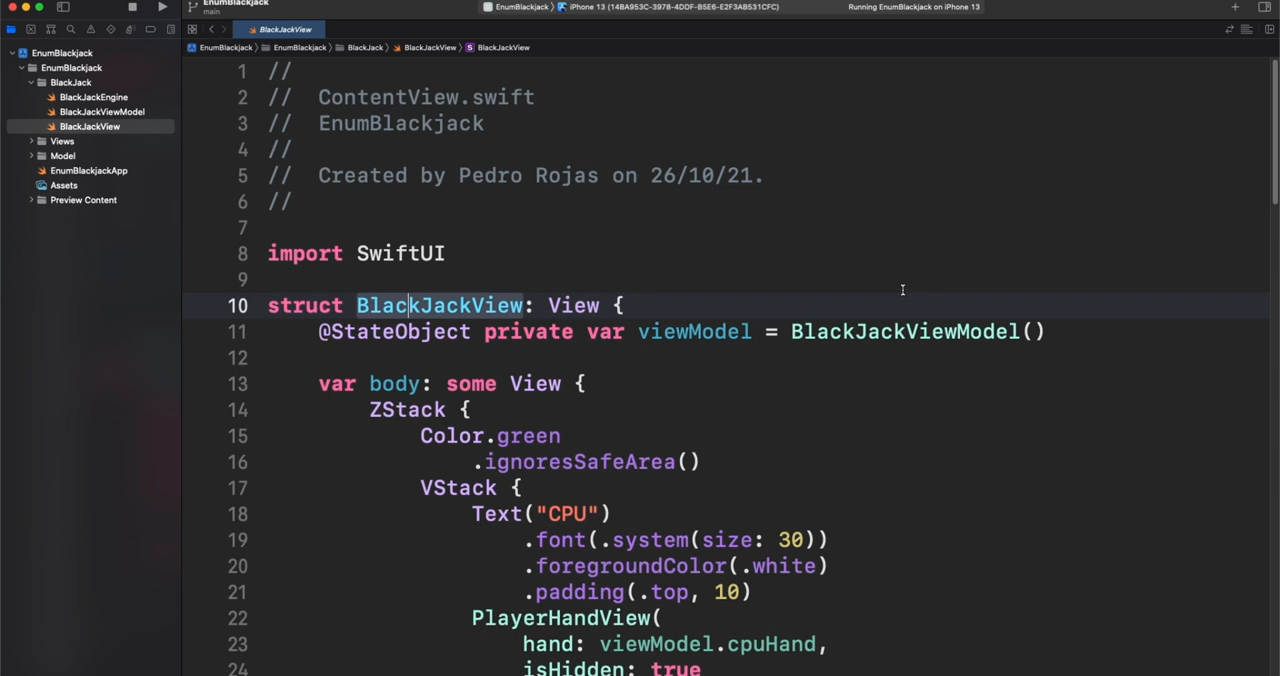 EnumBlackjack
main
EnumBlackjack 〉 iPhone 13 (14BA953C-3978-4DDF-B5E6-E2F3AB531CFC)
Running EnumBlackjack on iPhone 13
BlackJackView
EnumBlackjack 〉 EnumBlackjack 〉 BlackJack 〉 BlackJackView 〉 S BlackJackView
EnumBlackjack
EnumBlackjack
BlackJack
BlackJackEngine
BlackJackViewModel
BlackJackView
Views
Model
EnumBlackjackApp
Assets
Preview Content
1 //
2 //  ContentView.swift
3 //  EnumBlackjack
4 //
5 //  Created by Pedro Rojas on 26/10/21.
6 //
7
8 import SwiftUI
9
10 struct BlackJackView: View {
11     @StateObject private var viewModel = BlackJackViewModel()
12
13     var body: some View {
14         ZStack {
15             Color.green
16                 .ignoresSafeArea()
17             VStack {
18                 Text("CPU")
19                     .font(.system(size: 30))
20                     .foregroundColor(.white)
21                     .padding(.top, 10)
22                 PlayerHandView(
23                     hand: viewModel.cpuHand,
24                     isHidden: true